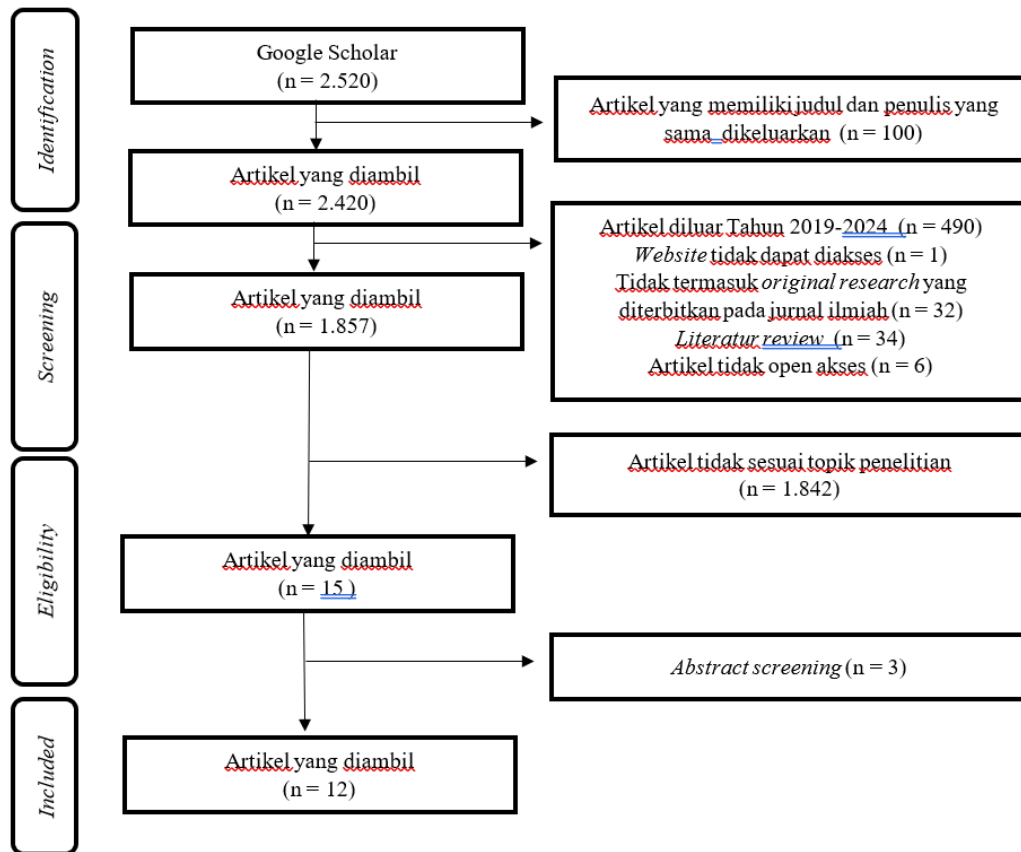 Identification
Google Scholar
(n = 2.520)
Artikel yang memiliki judul dan penulis yang
sama dikeluarkan (n = 100)
Artikel yang diambil
(n = 2.420)
Screening
Artikel diluar Tahun 2019-2024 (n = 490)
Website tidak dapat diakses (n = 1)
Tidak termasuk original research yang
diterbitkan pada jurnal ilmiah (n = 32)
Literatur review (n = 34)
Artikel tidak open akses (n = 6)
Artikel yang diambil
(n = 1.857)
Artikel tidak sesuai topik penelitian
(n = 1.842)
Eligibility
Artikel yang diambil
(n = 15 )
Abstract screening (n = 3)
Included
Artikel yang diambil
(n = 12)